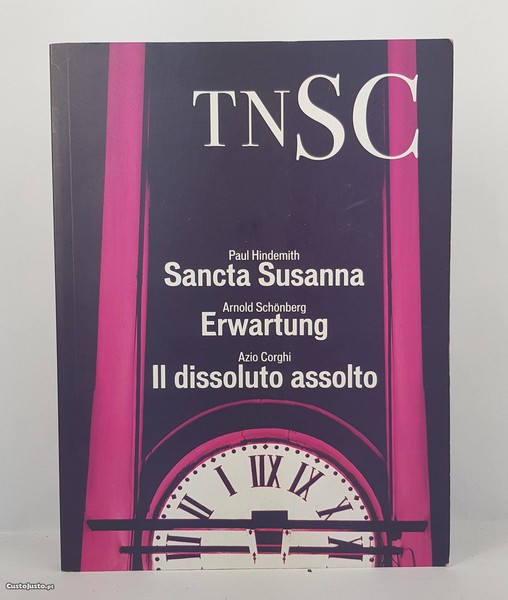 TNSC
Paul Hindemith
Sancta Susanna
Arnold Schönberg
Erwartung
Azio Corghi
Il dissoluto assolto
CustoJusto.pt